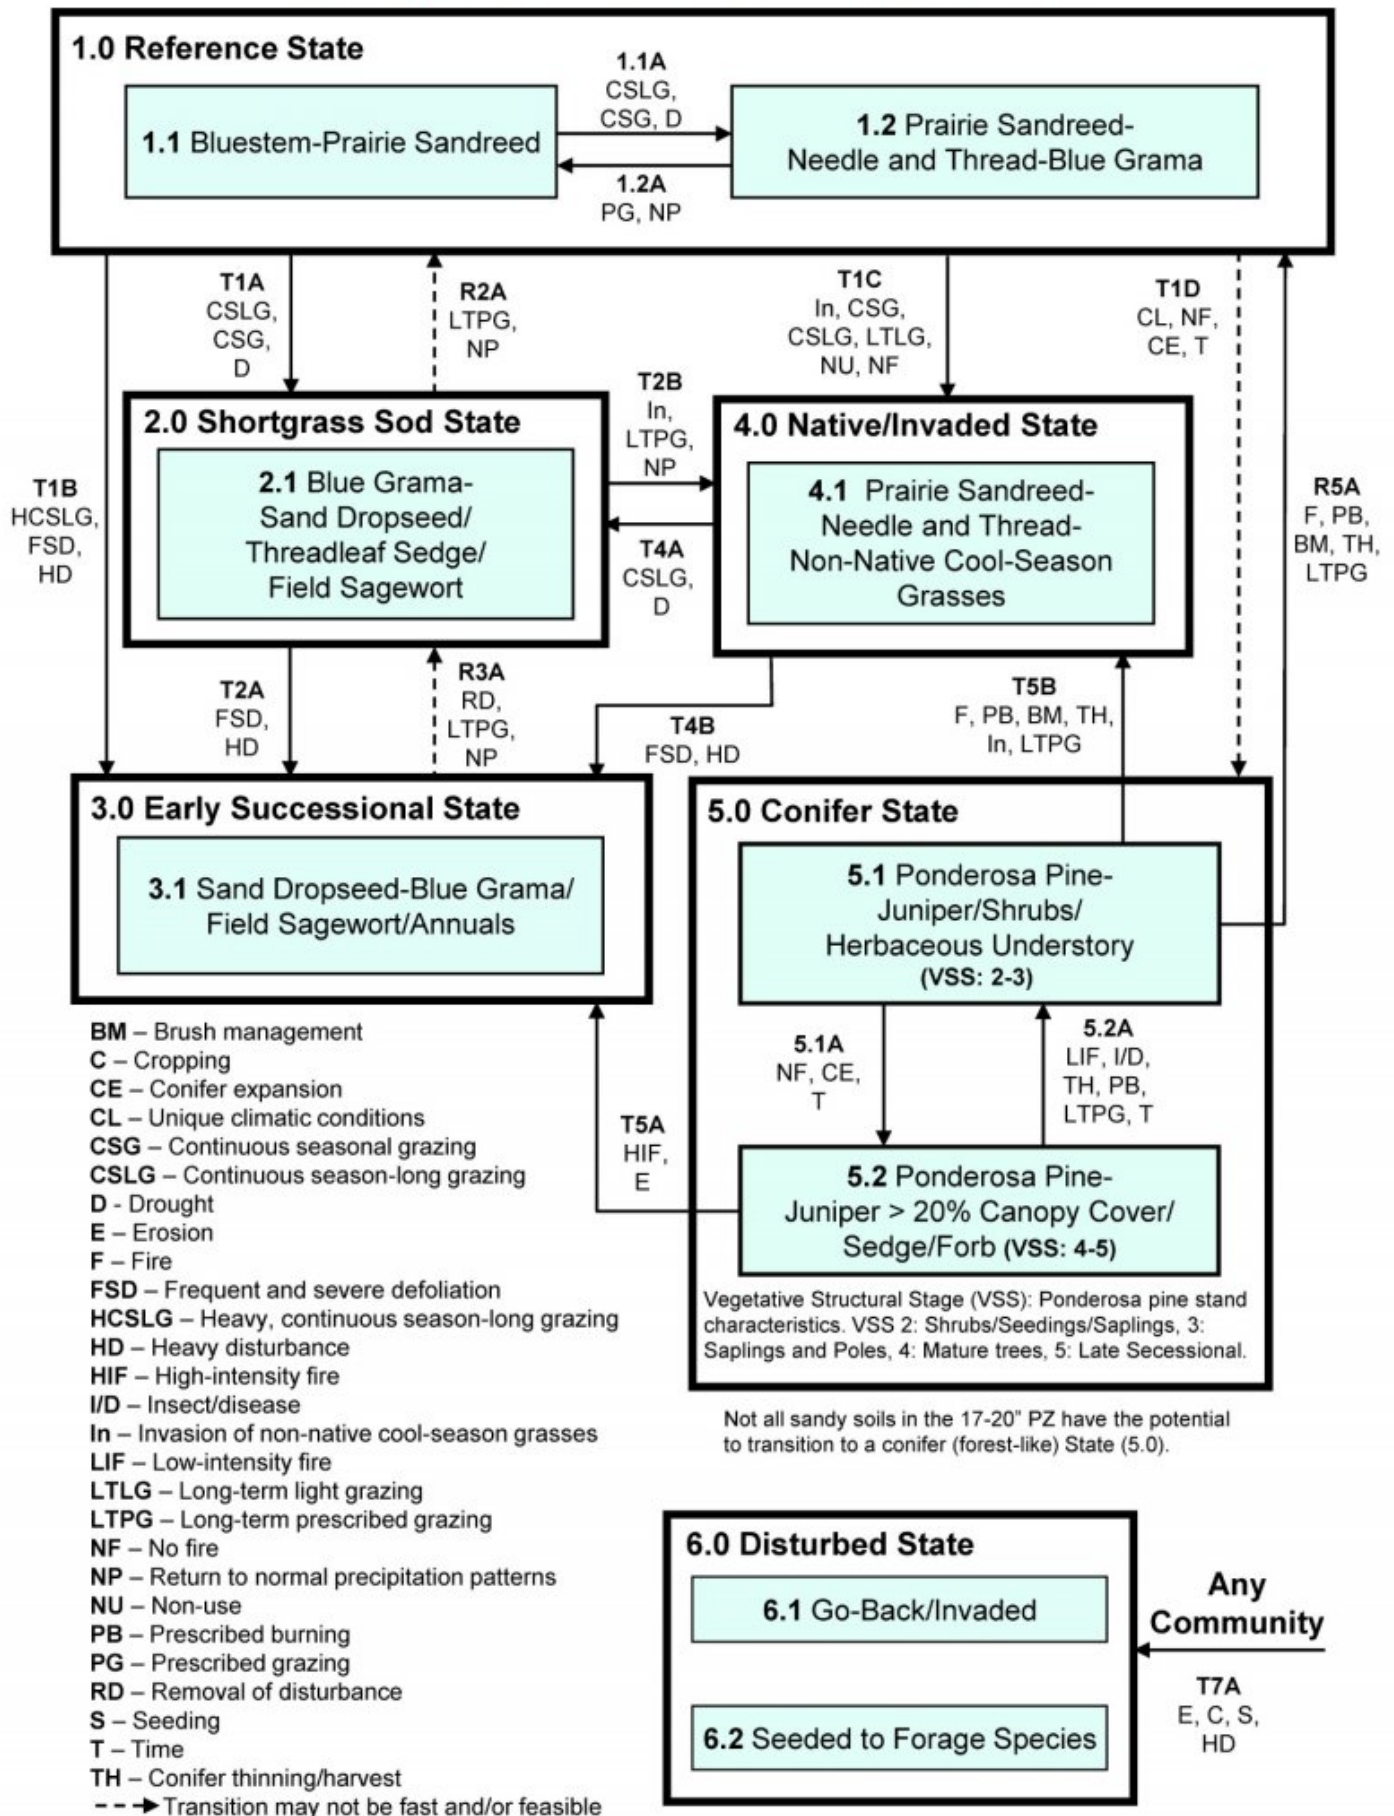 1.0 Reference State
1.1 Bluestem-Prairie Sandreed
1.1A
CSLG,
CSG, D
1.2A
PG, NP
1.2 Prairie Sandreed-
Needle and Thread-Blue Grama
T1A
CSLG,
CSG,
D
R2A
LTPG,
NP
T1C
In, CSG,
CSLG, LTLG,
NU, NF
T1D
CL, NF,
CE, T
T1B
HCSLG,
FSD,
HD
2.0 Shortgrass Sod State
2.1 Blue Grama-
Sand Dropseed/
Threadleaf Sedge/
Field Sagewort
T2B
In,
LTPG,
NP
T4A
CSLG,
D
4.0 Native/Invaded State
4.1 Prairie Sandreed-
Needle and Thread-
Non-Native Cool-Season
Grasses
R5A
F, PB,
BM, TH,
LTPG
T2A
FSD,
HD
R3A
RD,
LTPG,
NP
T4B
FSD, HD
T5B
F, PB, BM, TH,
In, LTPG
3.0 Early Successional State
3.1 Sand Dropseed-Blue Grama/
Field Sagewort/Annuals
5.0 Conifer State
5.1 Ponderosa Pine-
Juniper/Shrubs/
Herbaceous Understory
(VSS: 2-3)
5.1A
NF, CE,
T
5.2A
LIF, I/D,
TH, PB,
LTPG, T
T5A
HIF,
E
5.2 Ponderosa Pine-
Juniper > 20% Canopy Cover/
Sedge/Forb (VSS: 4-5)
Vegetative Structural Stage (VSS): Ponderosa pine stand
characteristics. VSS 2: Shrubs/Seedings/Saplings, 3:
Saplings and Poles, 4: Mature trees, 5: Late Secessional.
Not all sandy soils in the 17-20” PZ have the potential
to transition to a conifer (forest-like) State (5.0).
BM – Brush management
C – Cropping
CE – Conifer expansion
CL – Unique climatic conditions
CSG – Continuous seasonal grazing
CSLG – Continuous season-long grazing
D - Drought
E – Erosion
F – Fire
FSD – Frequent and severe defoliation
HCSLG – Heavy, continuous season-long grazing
HD – Heavy disturbance
HIF – High-intensity fire
I/D – Insect/disease
In – Invasion of non-native cool-season grasses
LIF – Low-intensity fire
LTLG – Long-term light grazing
LTPG – Long-term prescribed grazing
NF – No fire
NP – Return to normal precipitation patterns
NU – Non-use
PB – Prescribed burning
PG – Prescribed grazing
RD – Removal of disturbance
S – Seeding
T – Time
TH – Conifer thinning/harvest
Transition may not be fast and/or feasible
6.0 Disturbed State
6.1 Go-Back/Invaded
6.2 Seeded to Forage Species
Any
Community
T7A
E, C, S,
HD